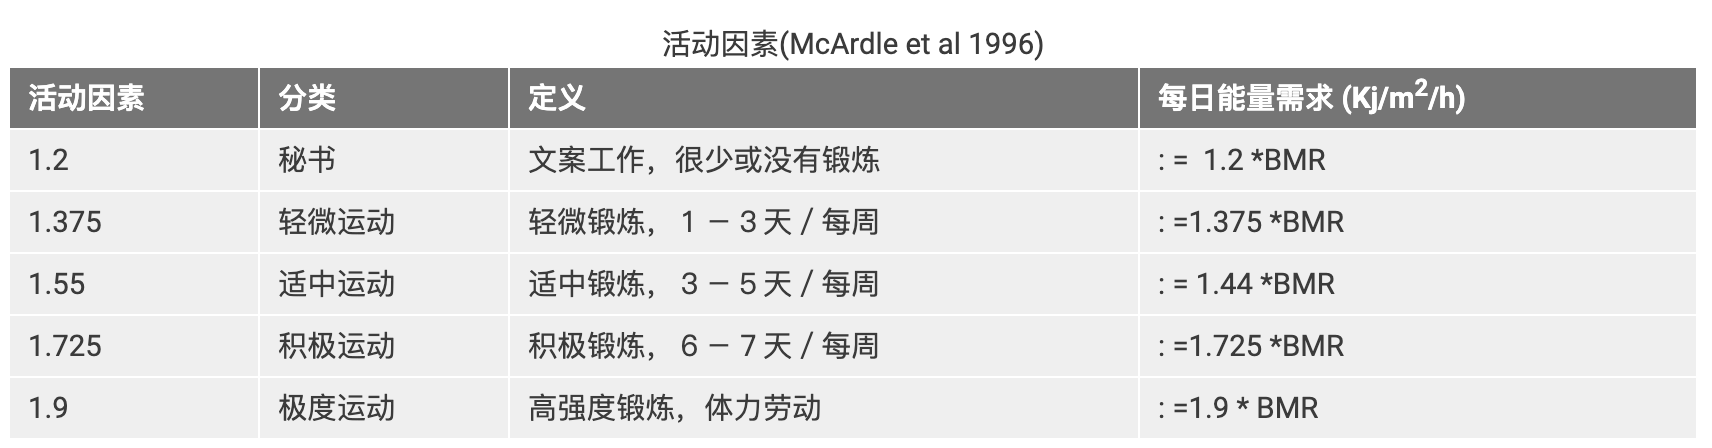 活动因素(McArdle et al 1996)
活动因素 分类 定义 每日能量需求 (Kj/m²/h)
1.2 秘书 文案工作，很少或没有锻炼 : = 1.2 *BMR
1.375 轻微运动 轻微锻炼，１－３天 / 每周 : =1.375 *BMR
1.55 适中运动 适中锻炼，３－５天 / 每周 : = 1.44 *BMR
1.725 积极运动 积极锻炼，６－７天 / 每周 : =1.725 *BMR
1.9 极度运动 高强度锻炼，体力劳动 : =1.9 * BMR